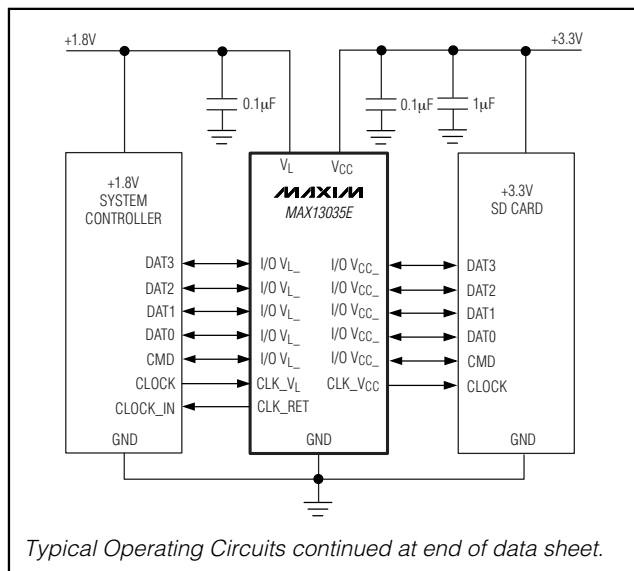 +1.8V
+3.3V
0.1µF
0.1µF
1µF
+1.8V
SYSTEM
CONTROLLER
DAT3
DAT2
DAT1
DAT0
CMD
CLOCK
CLOCK_IN
GND
VL
VCC
MAXIM
MAX13035E
I/O VL_
I/O VL_
I/O VL_
I/O VL_
I/O VL_
CLK_VL
CLK_RET
I/O VCC_
I/O VCC_
I/O VCC_
I/O VCC_
I/O VCC_
CLK_VCC
GND
+3.3V
SD CARD
DAT3
DAT2
DAT1
DAT0
CMD
CLOCK
GND
Typical Operating Circuits continued at end of data sheet.